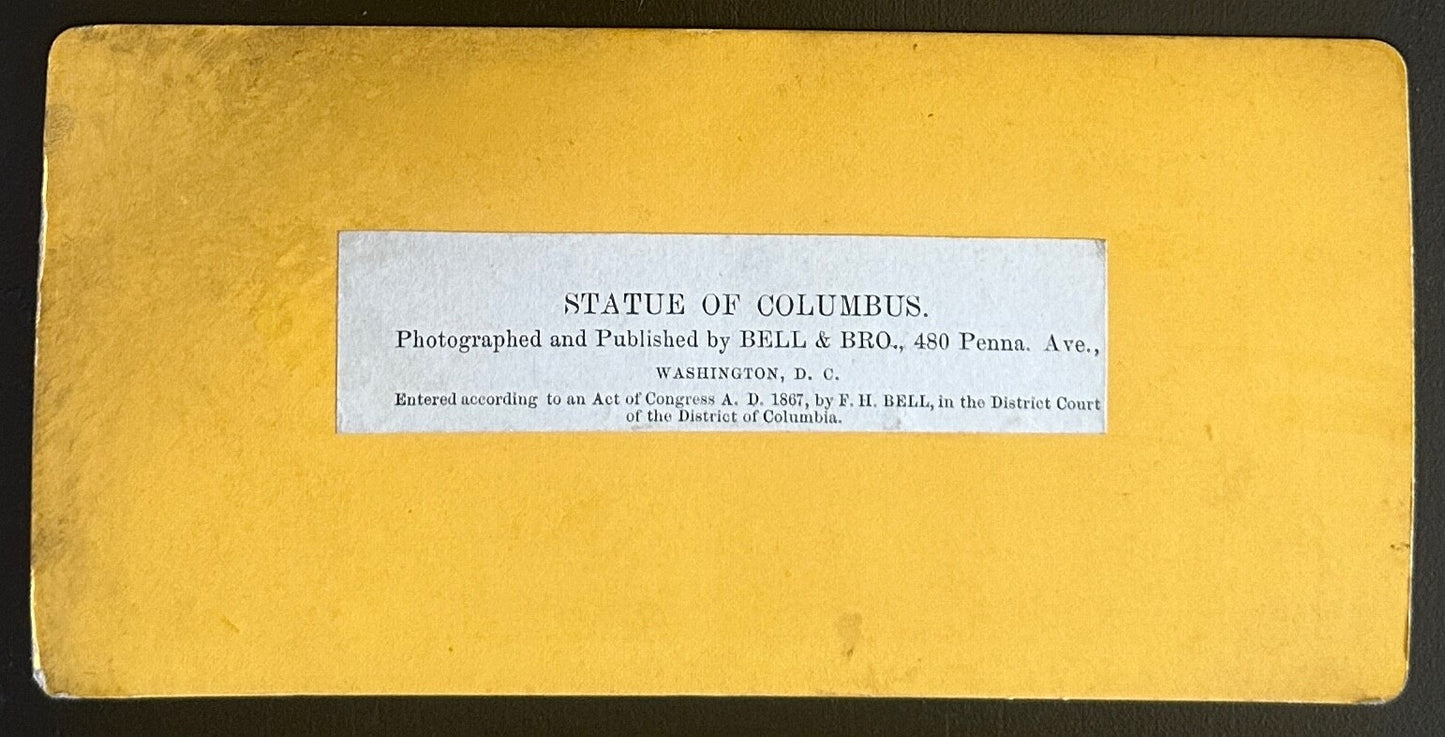 STATUE OF COLUMBUS.
Photographed and Published by BELL & BRO., 480 Penna. Ave.,
WASHINGTON, D. C.
Entered according to an Act of Congress A. D. 1867, by F. H. BELL, in the District Court
of the District of Columbia.